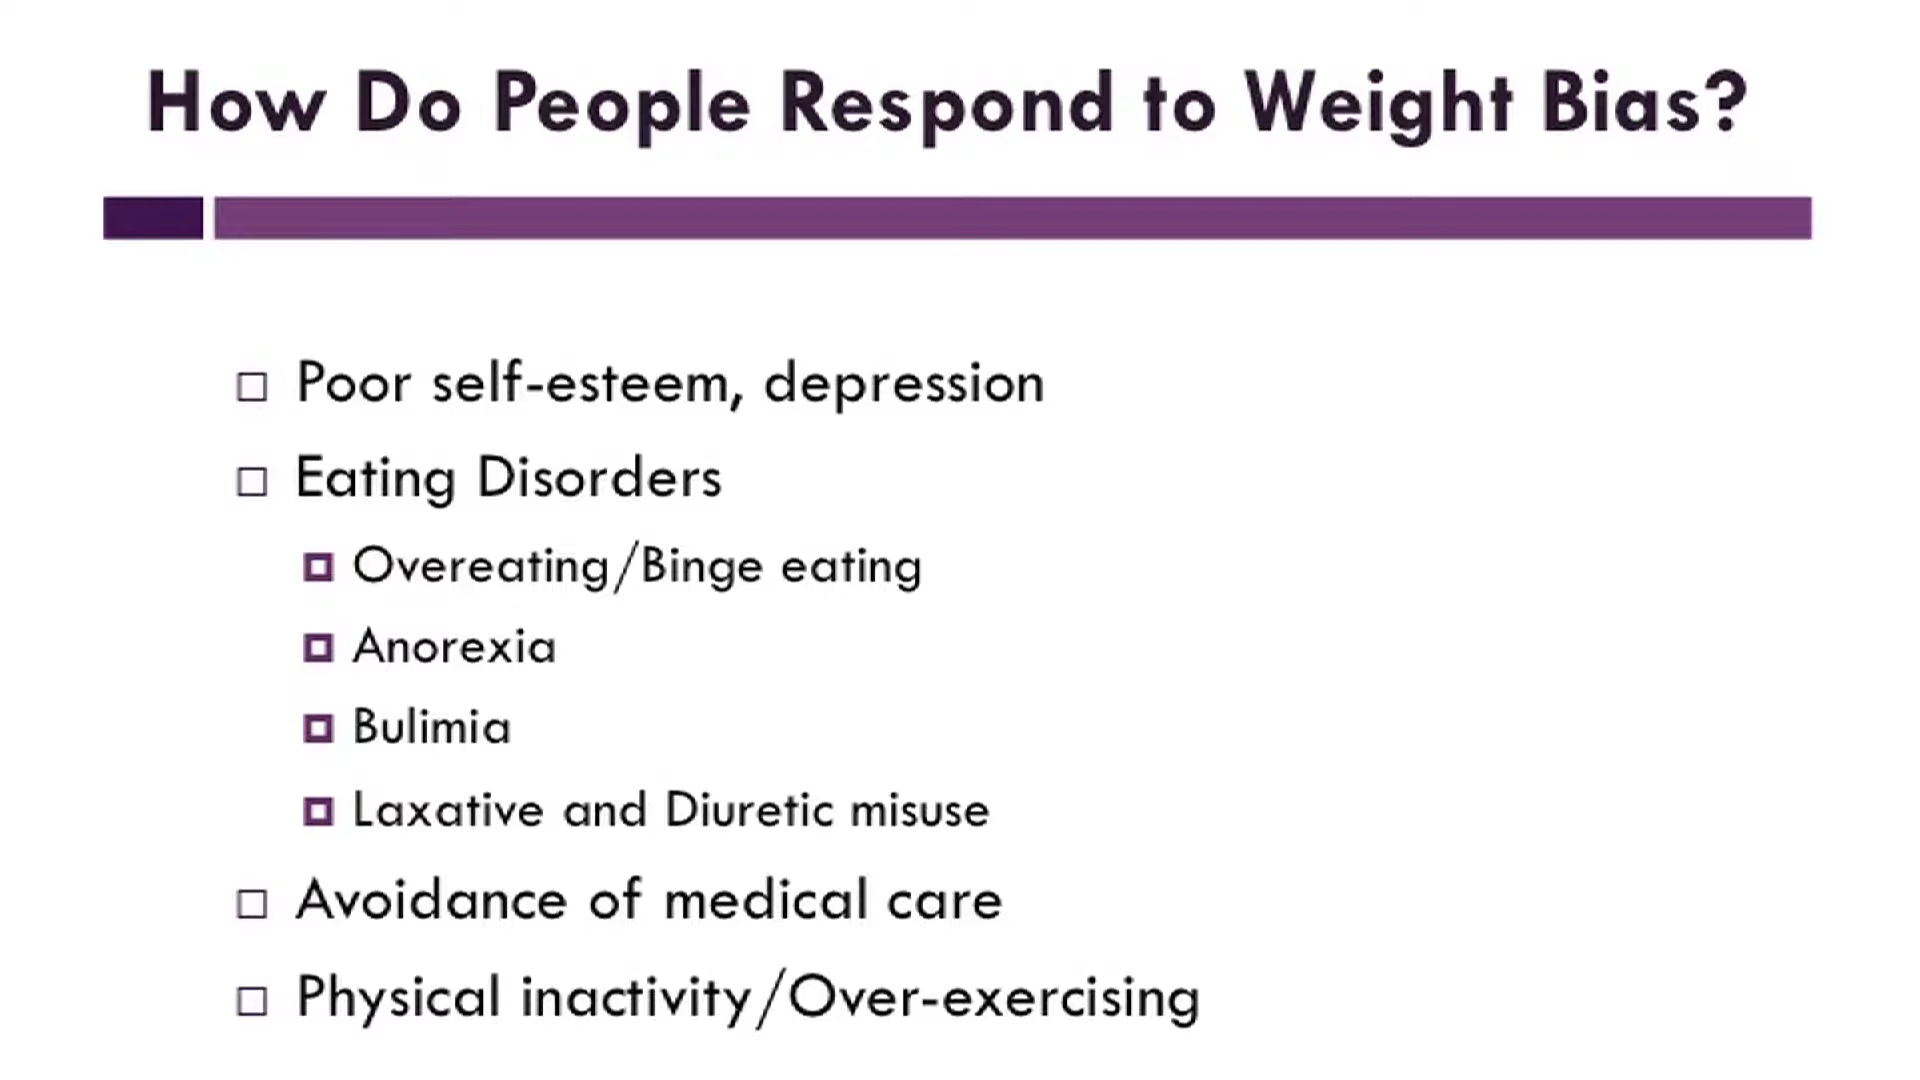 How Do People Respond to Weight Bias?
Poor self-esteem, depression
Eating Disorders
Overeating/Binge eating
Anorexia
Bulimia
Laxative and Diuretic misuse
Avoidance of medical care
Physical inactivity/Over-exercising